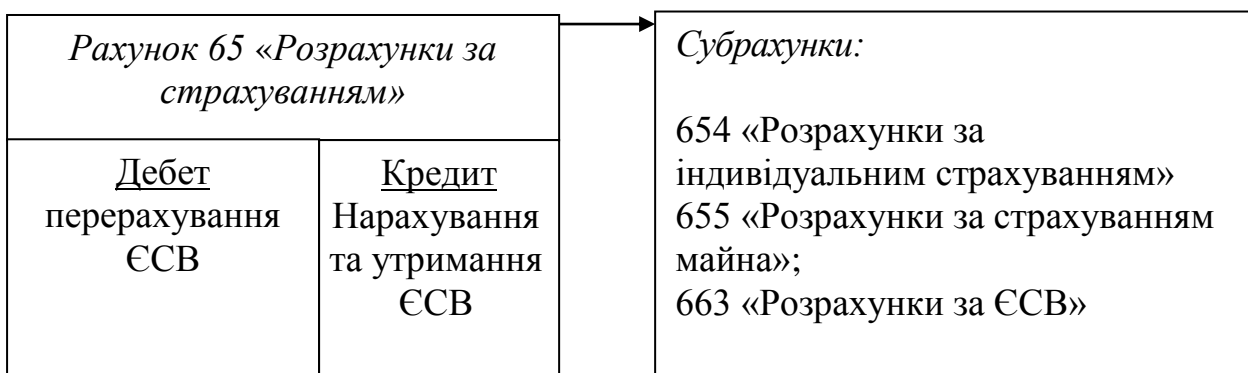 Рахунок 65 «Розрахунки за
страхуванням»
Дебет
перерахування
ЄСВ
Кредит
Нарахування
та утримання
ЄСВ
Субрахунки:
654 «Розрахунки за
індивідуальним страхуванням»
655 «Розрахунки за страхуванням
майна»;
663 «Розрахунки за ЄСВ»